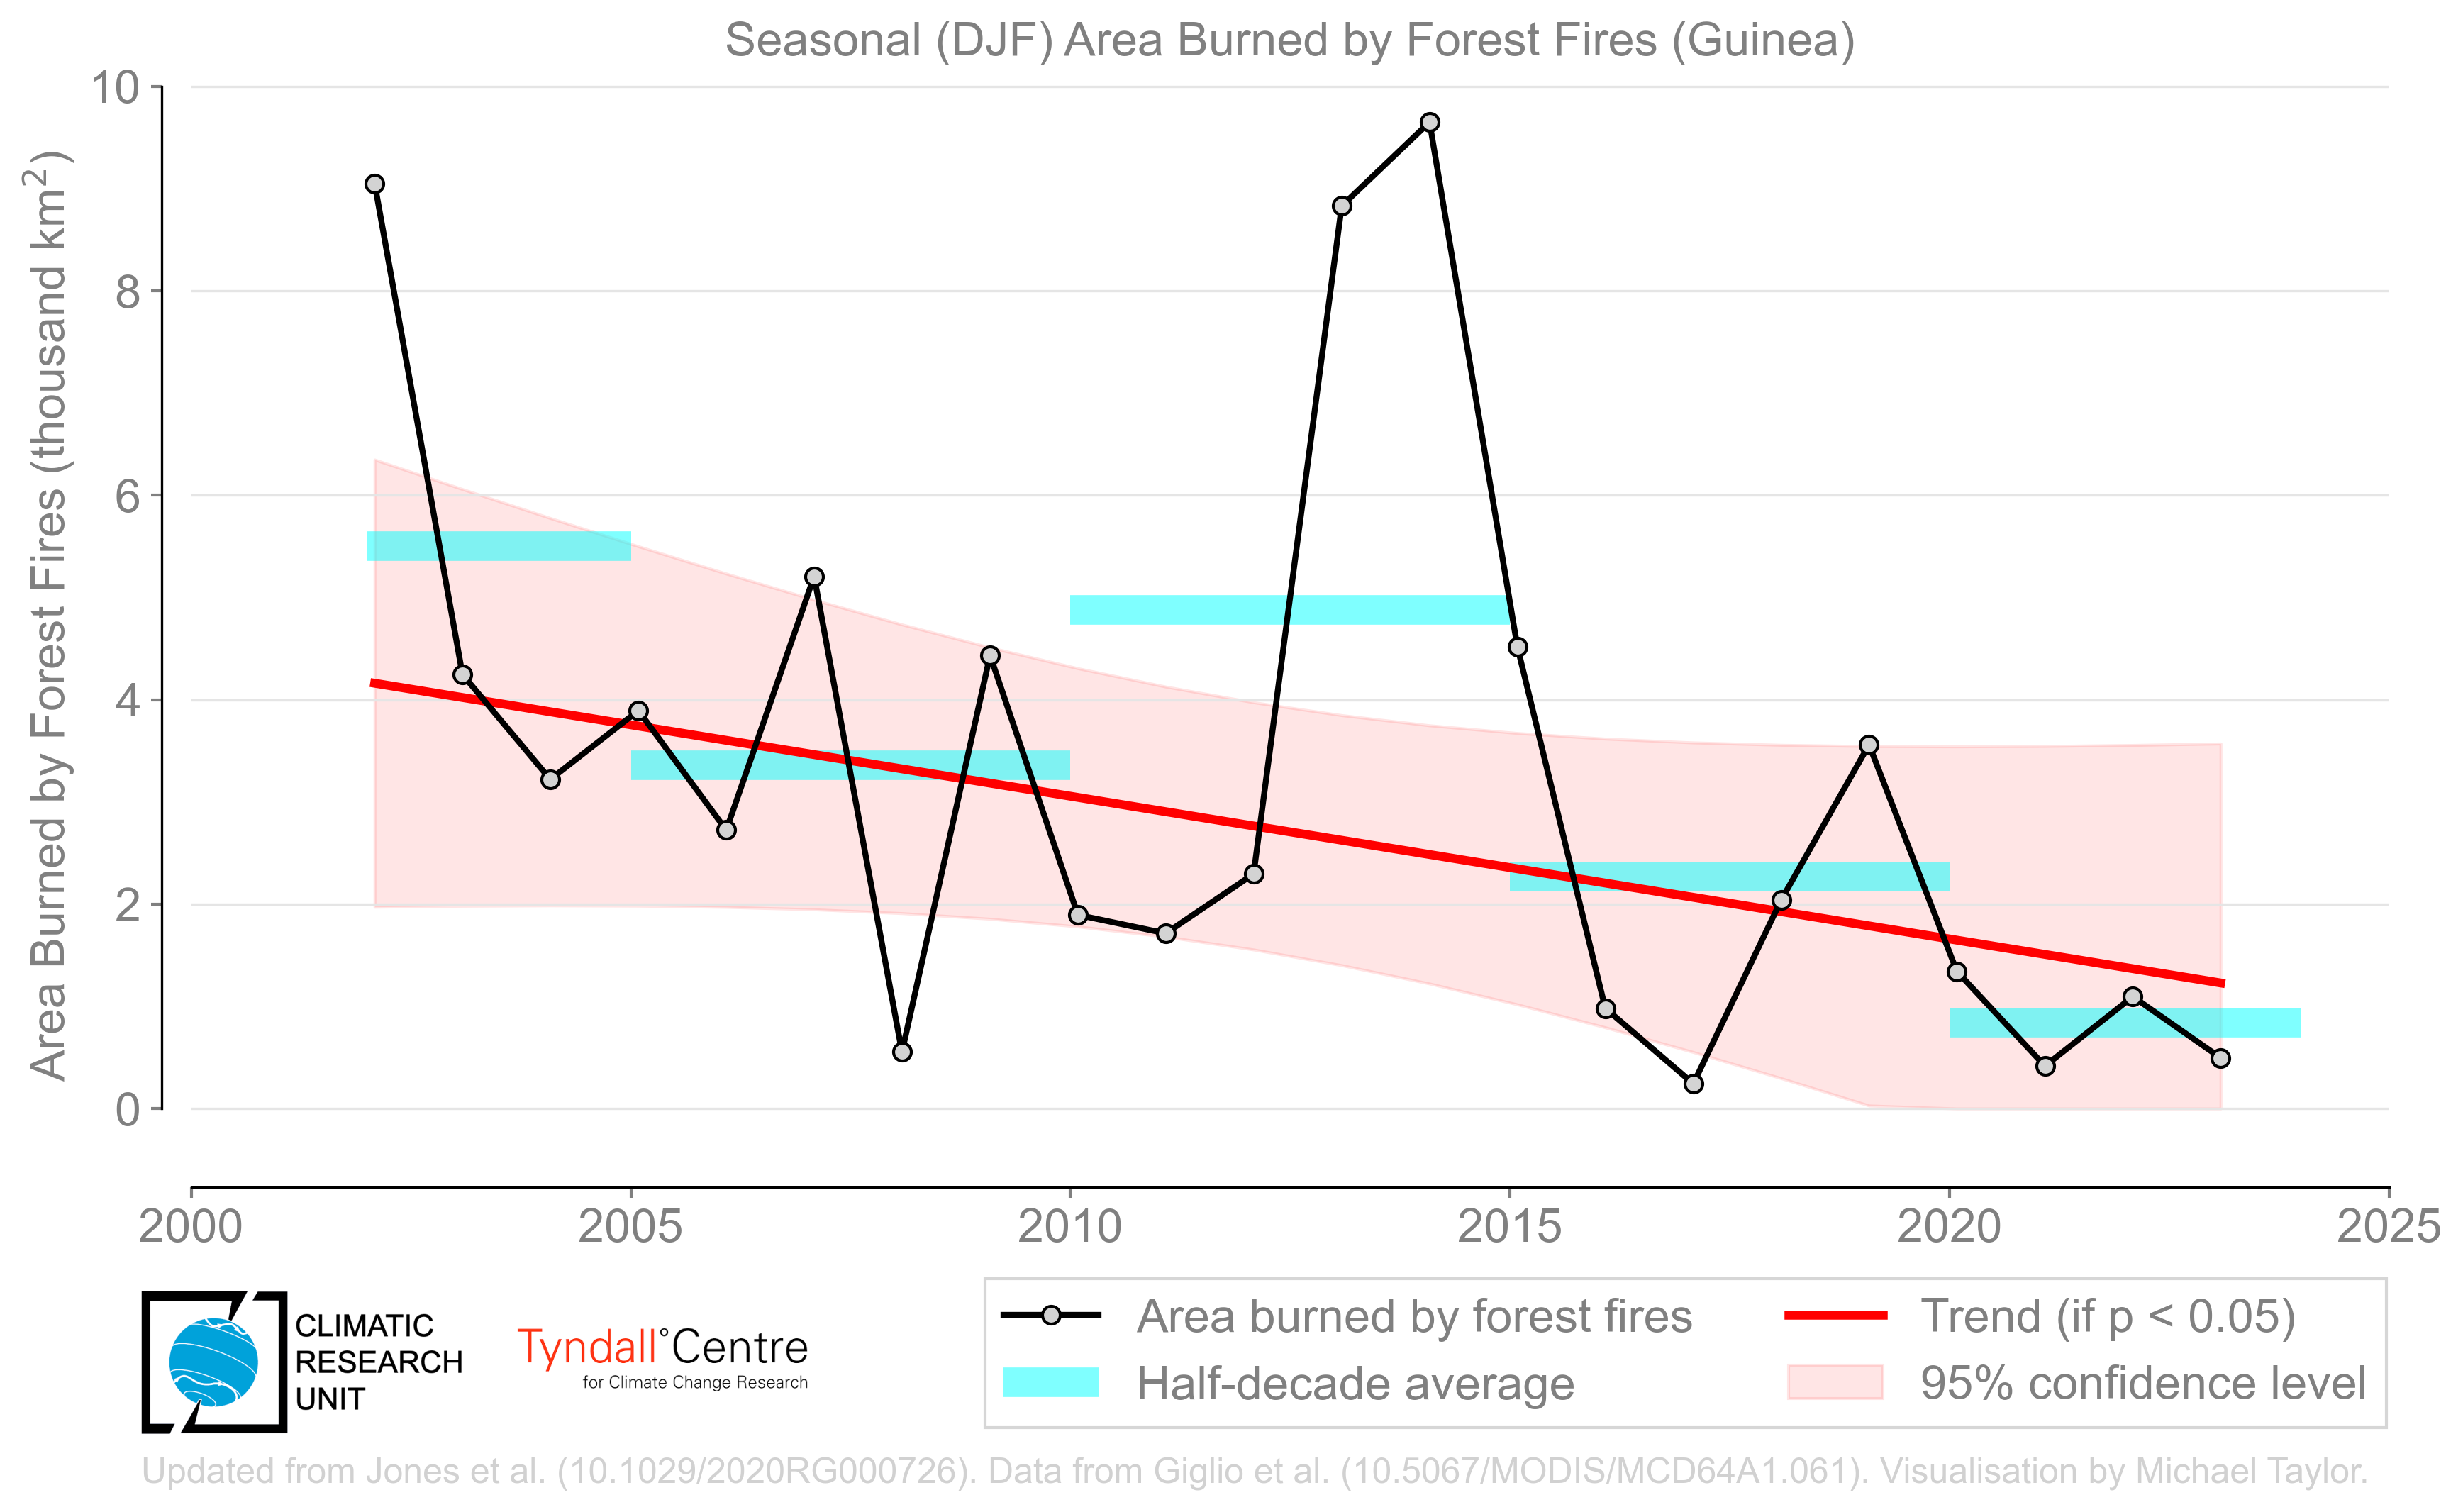 Seasonal (DJF) Area Burned by Forest Fires (Guinea)
Area Burned by Forest Fires (thousand km²)
10
8
6
4
2
0
2000 2005 2010 2015 2020 2025
CLIMATIC
RESEARCH
UNIT
Tyndall°Centre
for Climate Change Research
Area burned by forest fires
Half-decade average
Trend (if p < 0.05)
95% confidence level
Updated from Jones et al. (10.1029/2020RG000726). Data from Giglio et al. (10.5067/MODIS/MCD64A1.061). Visualisation by Michael Taylor.